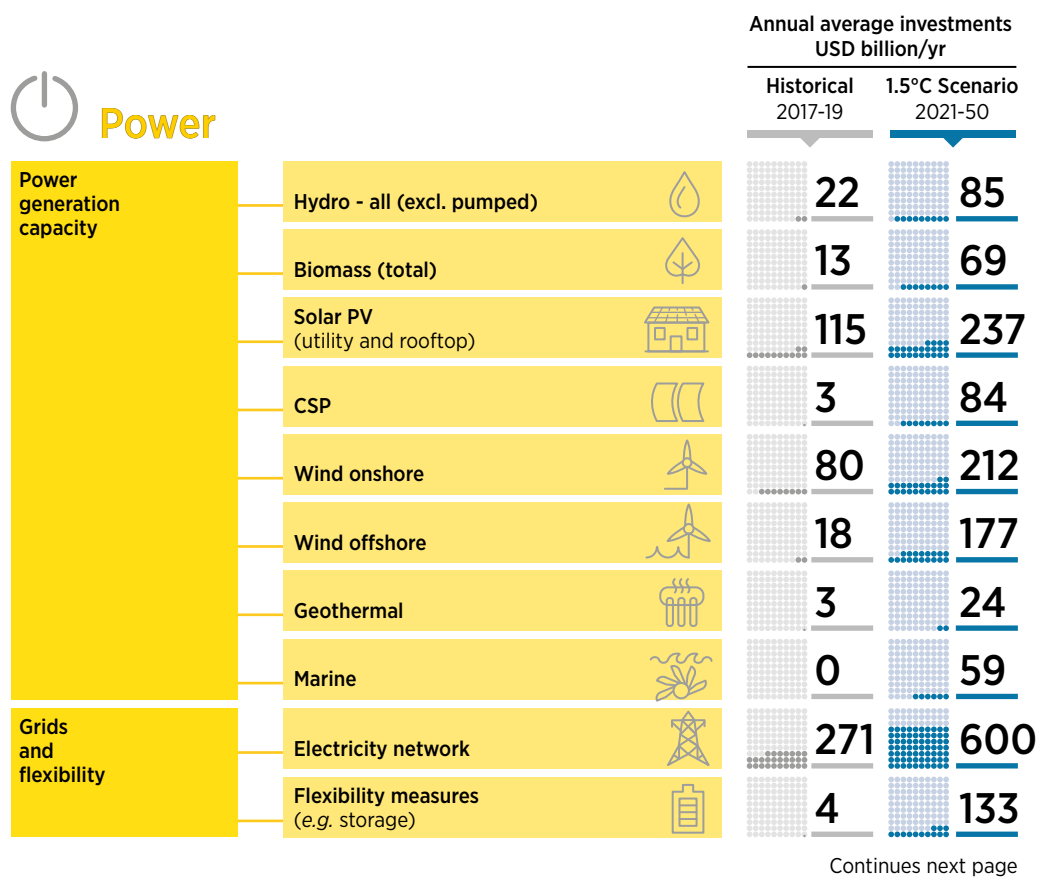 Annual average investments
USD billion/yr
Historical
2017-19
1.5°C Scenario
2021-50
Power
Power
generation
capacity
Hydro - all (excl. pumped)
22
85
Biomass (total)
13
69
Solar PV
(utility and rooftop)
115
237
CSP
3
84
Wind onshore
80
212
Wind offshore
18
177
Geothermal
3
24
Marine
0
59
Grids
and
flexibility
Electricity network
271
600
Flexibility measures
(e.g. storage)
4
133
Continues next page